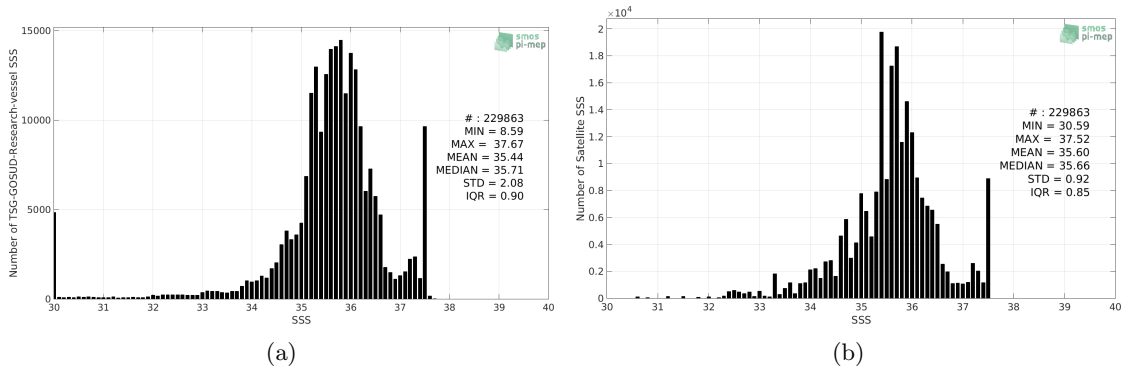 15000
10000
5000
0
Number of TSG-GOSUD-Research-vessel SSS
30 31 32 33 34 35 36 37 38 39 40
SSS
smos
pi-mep
# : 229863
MIN = 8.59
MAX = 37.67
MEAN = 35.44
MEDIAN = 35.71
STD = 2.08
IQR = 0.90
(a)
×10⁴
2
1.8
1.6
1.4
1.2
1
0.8
0.6
0.4
0.2
0
Number of Satellite SSS
30 31 32 33 34 35 36 37 38 39 40
SSS
smos
pi-mep
# : 229863
MIN = 30.59
MAX = 37.52
MEAN = 35.60
MEDIAN = 35.66
STD = 0.92
IQR = 0.85
(b)